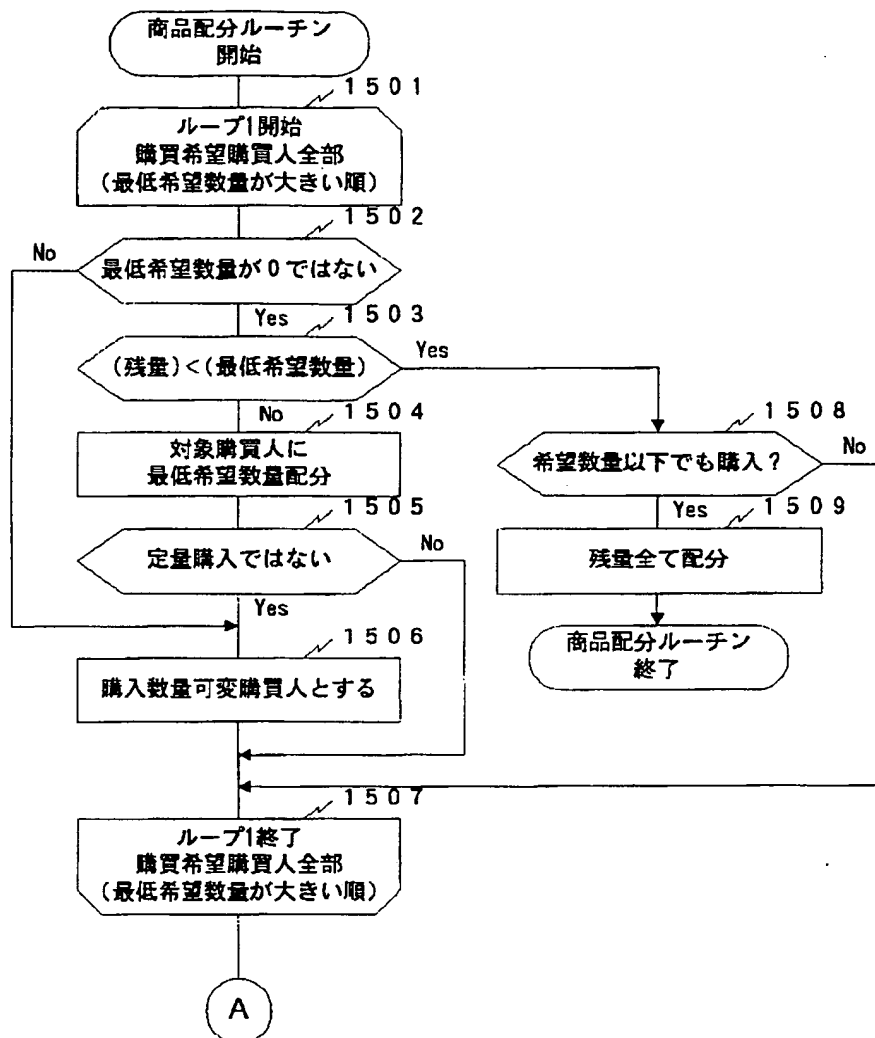 商品配分ルーチン
開始
1501
ループ1開始
購買希望購買人全部
(最低希望数量が大きい順)
1502
No
最低希望数量が0ではない
Yes
1503
(残量)<(最低希望数量)
Yes
No
1504
対象購買人に
最低希望数量配分
1508
希望数量以下でも購入?
No
1505
定量購入ではない
No
Yes
Yes
1509
残量全て配分
1506
購入数量可変購買人とする
商品配分ルーチン
終了
1507
ループ1終了
購買希望購買人全部
(最低希望数量が大きい順)
A